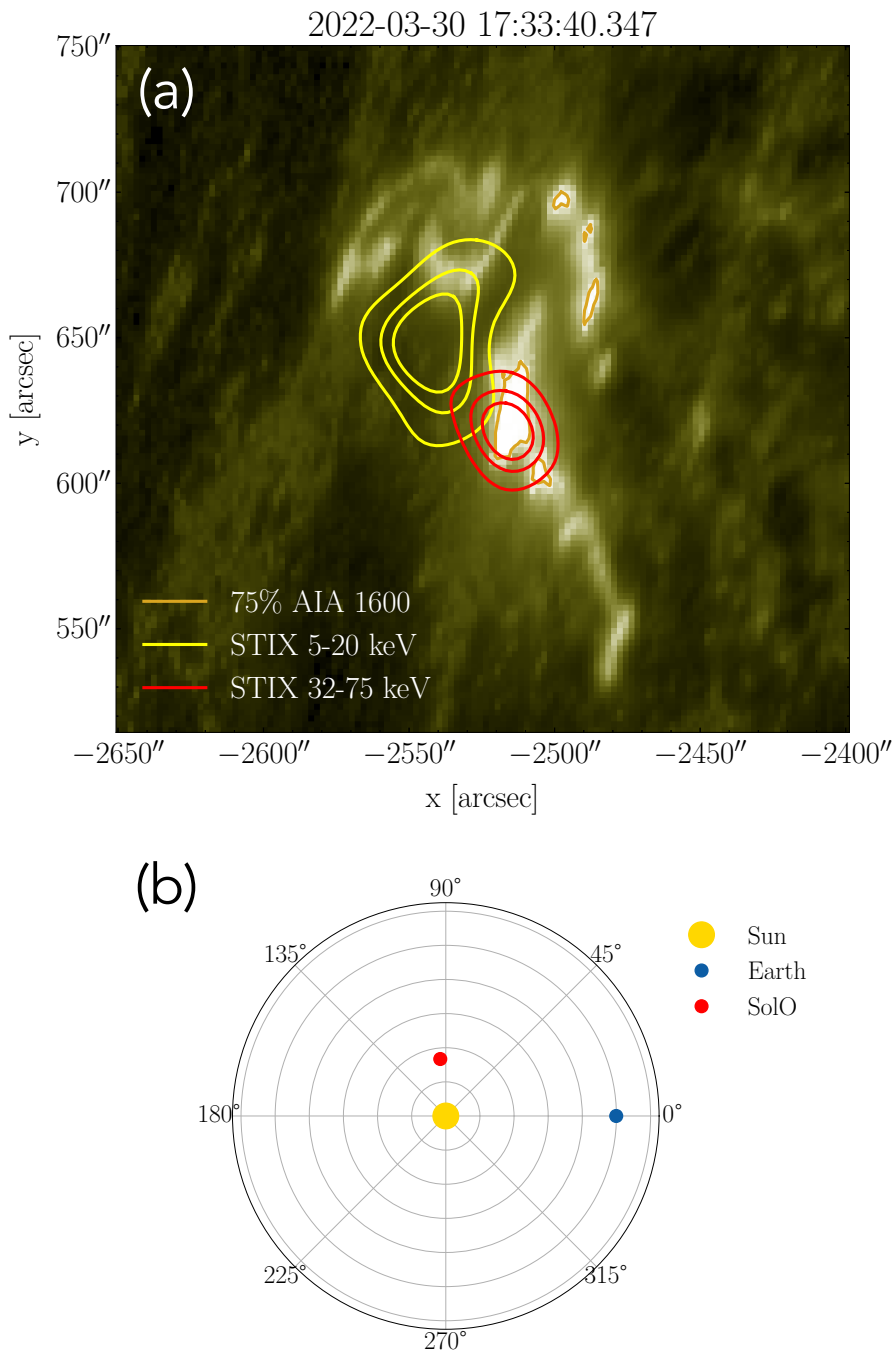 2022-03-30 17:33:40.347
(a)
750″
700″
650″
600″
550″
y [arcsec]
75% AIA 1600
STIX 5-20 keV
STIX 32-75 keV
−2650″ −2600″ −2550″ −2500″ −2450″ −2400″
x [arcsec]
(b)
90°
135° 45°
180° 0°
225° 315°
270°
Sun
Earth
SolO